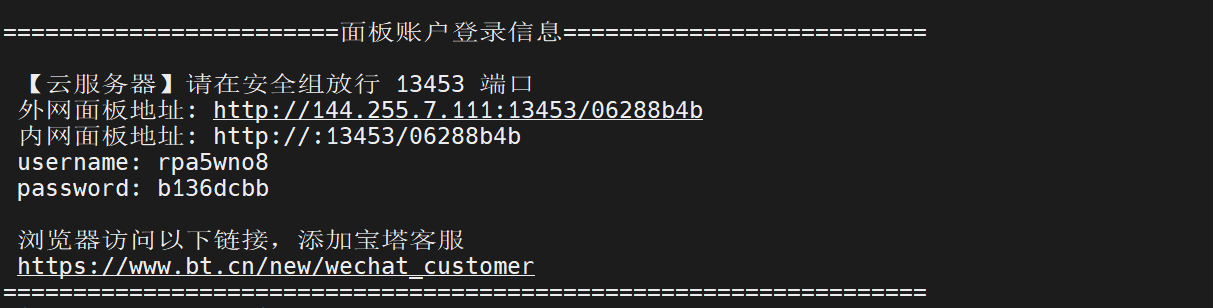 =========================面板账户登录信息===========================
【云服务器】请在安全组放行 13453 端口
外网面板地址: http://144.255.7.111:13453/06288b4b
内网面板地址: http://:13453/06288b4b
username: rpa5wno8
password: b136dcbb
浏览器访问以下链接，添加宝塔客服
https://www.bt.cn/new/wechat_customer
=====================================================================